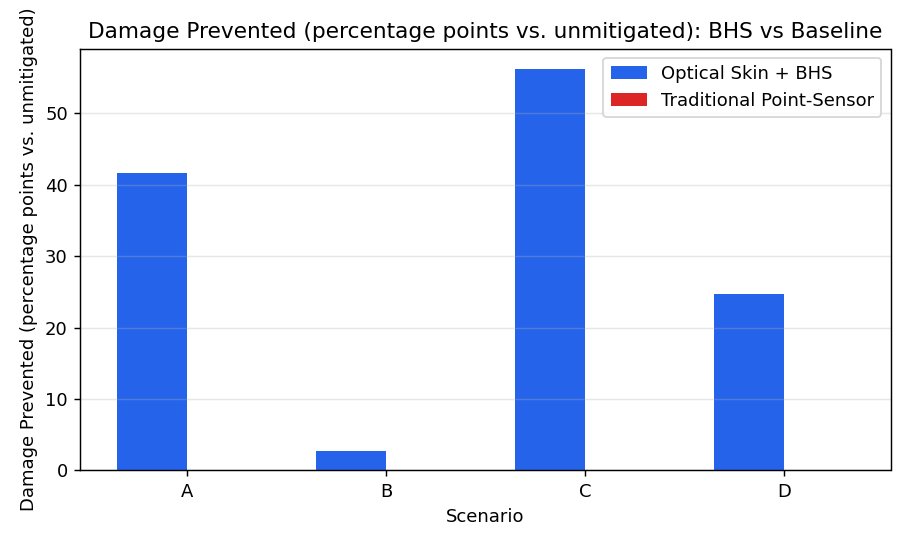 Damage Prevented (percentage points vs. unmitigated): BHS vs Baseline
Damage Prevented (percentage points vs. unmitigated)
Optical Skin + BHS
Traditional Point-Sensor
50
40
30
20
10
0
A B C D
Scenario